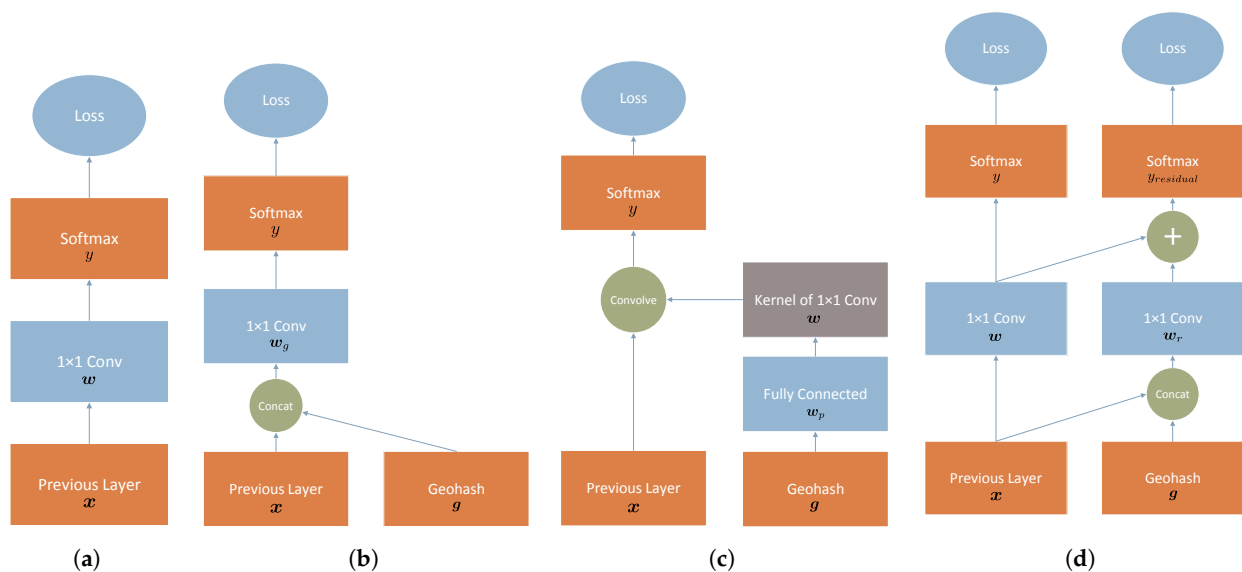 Loss
Softmax
y
1×1 Conv
w
Previous Layer
x
(a)
Loss
Softmax
y
1×1 Conv
w_g
Concat
Previous Layer
x
Geohash
g
(b)
Loss
Softmax
y
Convolve
Kernel of 1×1 Conv
w
Fully Connected
w_p
Previous Layer
x
Geohash
g
(c)
Loss
Loss
Softmax
y
Softmax
y_residual
+
1×1 Conv
w
1×1 Conv
w_r
Concat
Previous Layer
x
Geohash
g
(d)